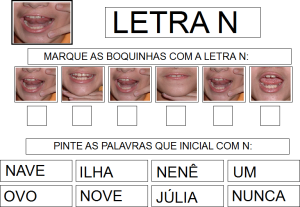 LETRA N
MARQUE AS BOQUINHAS COM A LETRA N:
PINTE AS PALAVRAS QUE INICIAL COM N:
NAVE ILHA NENÊ UM
OVO NOVE JÚLIA NUNCA